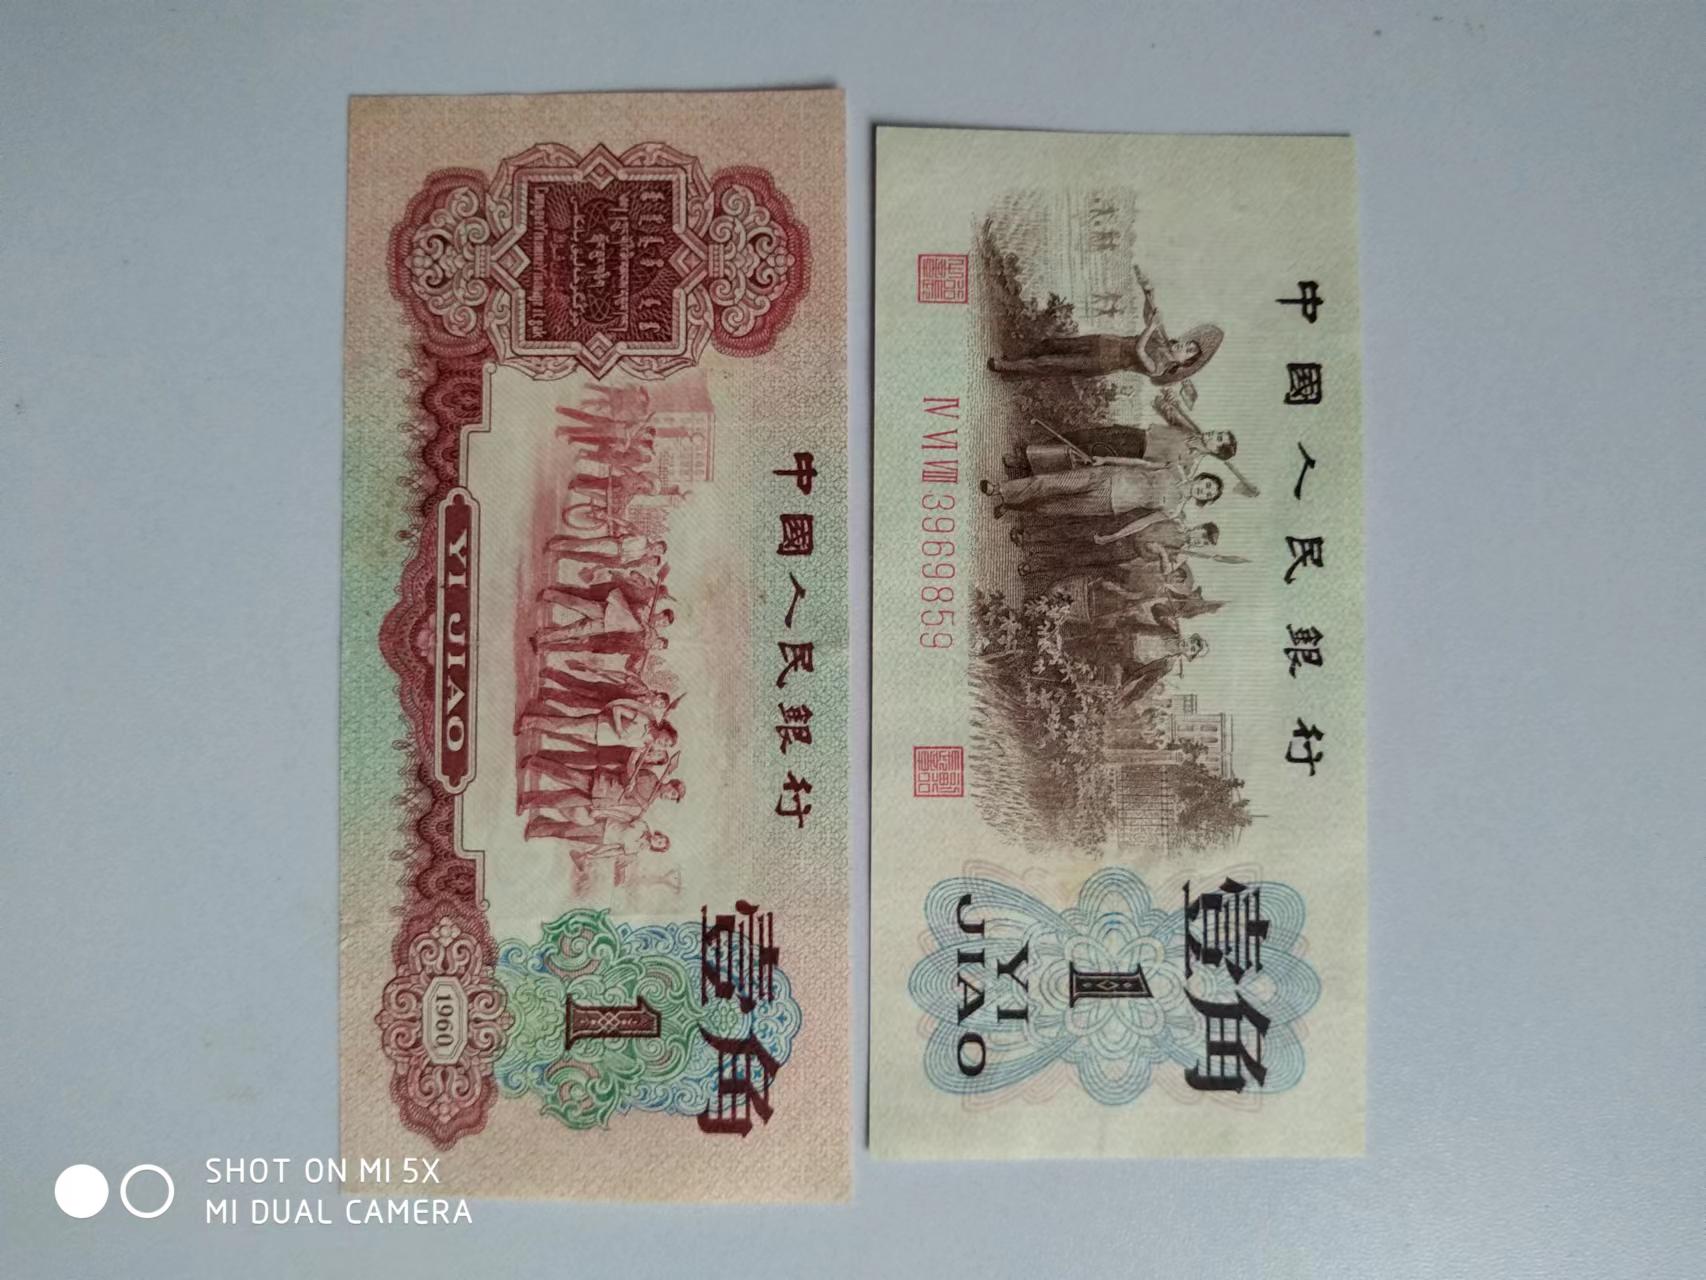 中國人民銀行
壹角
1
YI JIAO
1960
中國人民銀行
壹角
1
YI
JIAO
Ⅳ Ⅵ Ⅷ 3969859
SHOT ON MI 5X
MI DUAL CAMERA